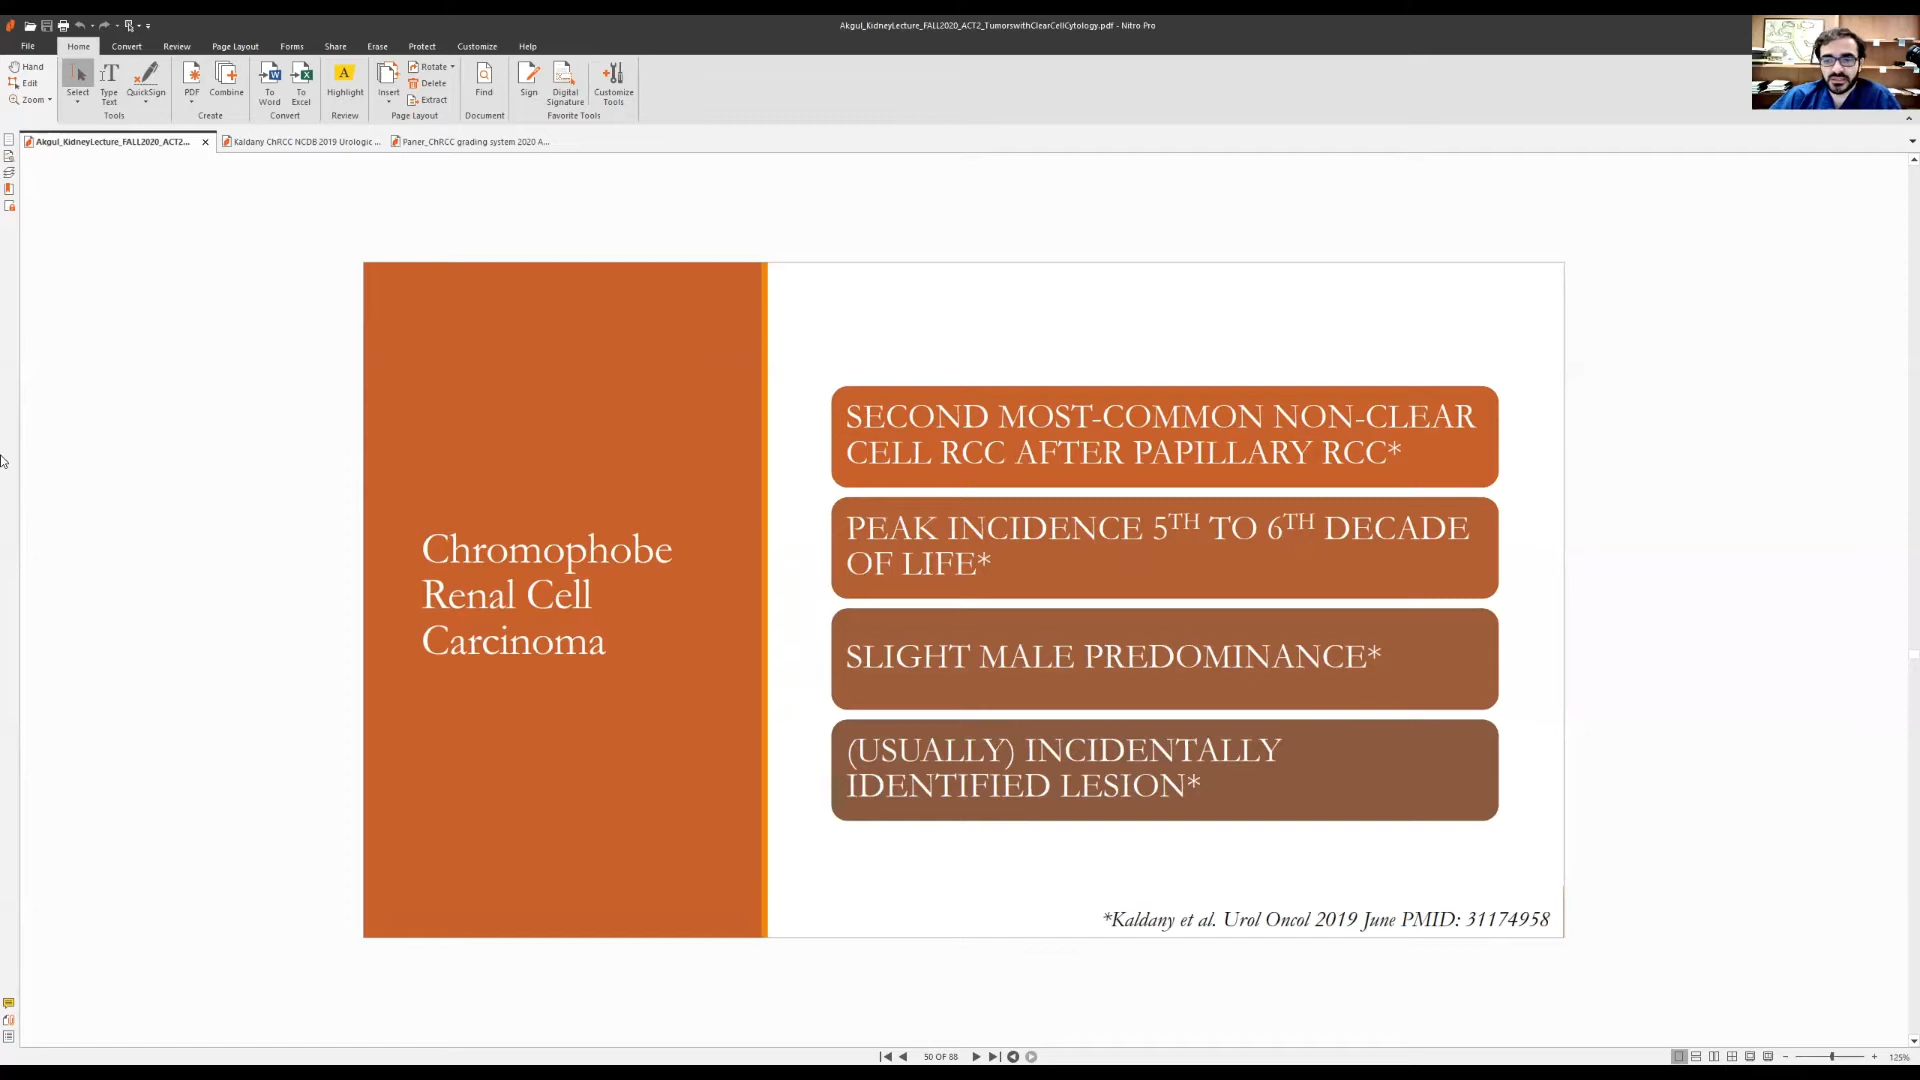 Akgul_KidneyLecture_FALL2020_ACT2_TumorswithClearCellCytology.pdf - Nitro Pro
File Home Convert Review Page Layout Forms Share Erase Protect Customize Help
Hand
Edit
Zoom
Select
Type Text
QuickSign
Tools
PDF
Combine
Create
To Word
To Excel
Convert
Highlight
Review
Insert
Rotate
Delete
Extract
Page Layout
Find
Document
Sign
Digital Signature
Customize Tools
Favorite Tools
Akgul_KidneyLecture_FALL2020_ACT2... Kaldany ChRCC NCDB 2019 Urologic ... Paner_ChRCC grading system 2020 A...
Chromophobe
Renal Cell
Carcinoma
SECOND MOST-COMMON NON-CLEAR
CELL RCC AFTER PAPILLARY RCC*
PEAK INCIDENCE 5TH TO 6TH DECADE
OF LIFE*
SLIGHT MALE PREDOMINANCE*
(USUALLY) INCIDENTALLY
IDENTIFIED LESION*
*Kaldany et al. Urol Oncol 2019 June PMID: 31174958
50 OF 88
125%